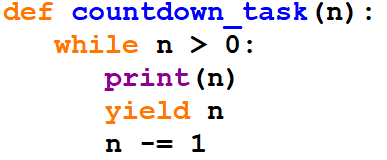 def countdown_task(n):
    while n > 0:
        print(n)
        yield n
        n -= 1